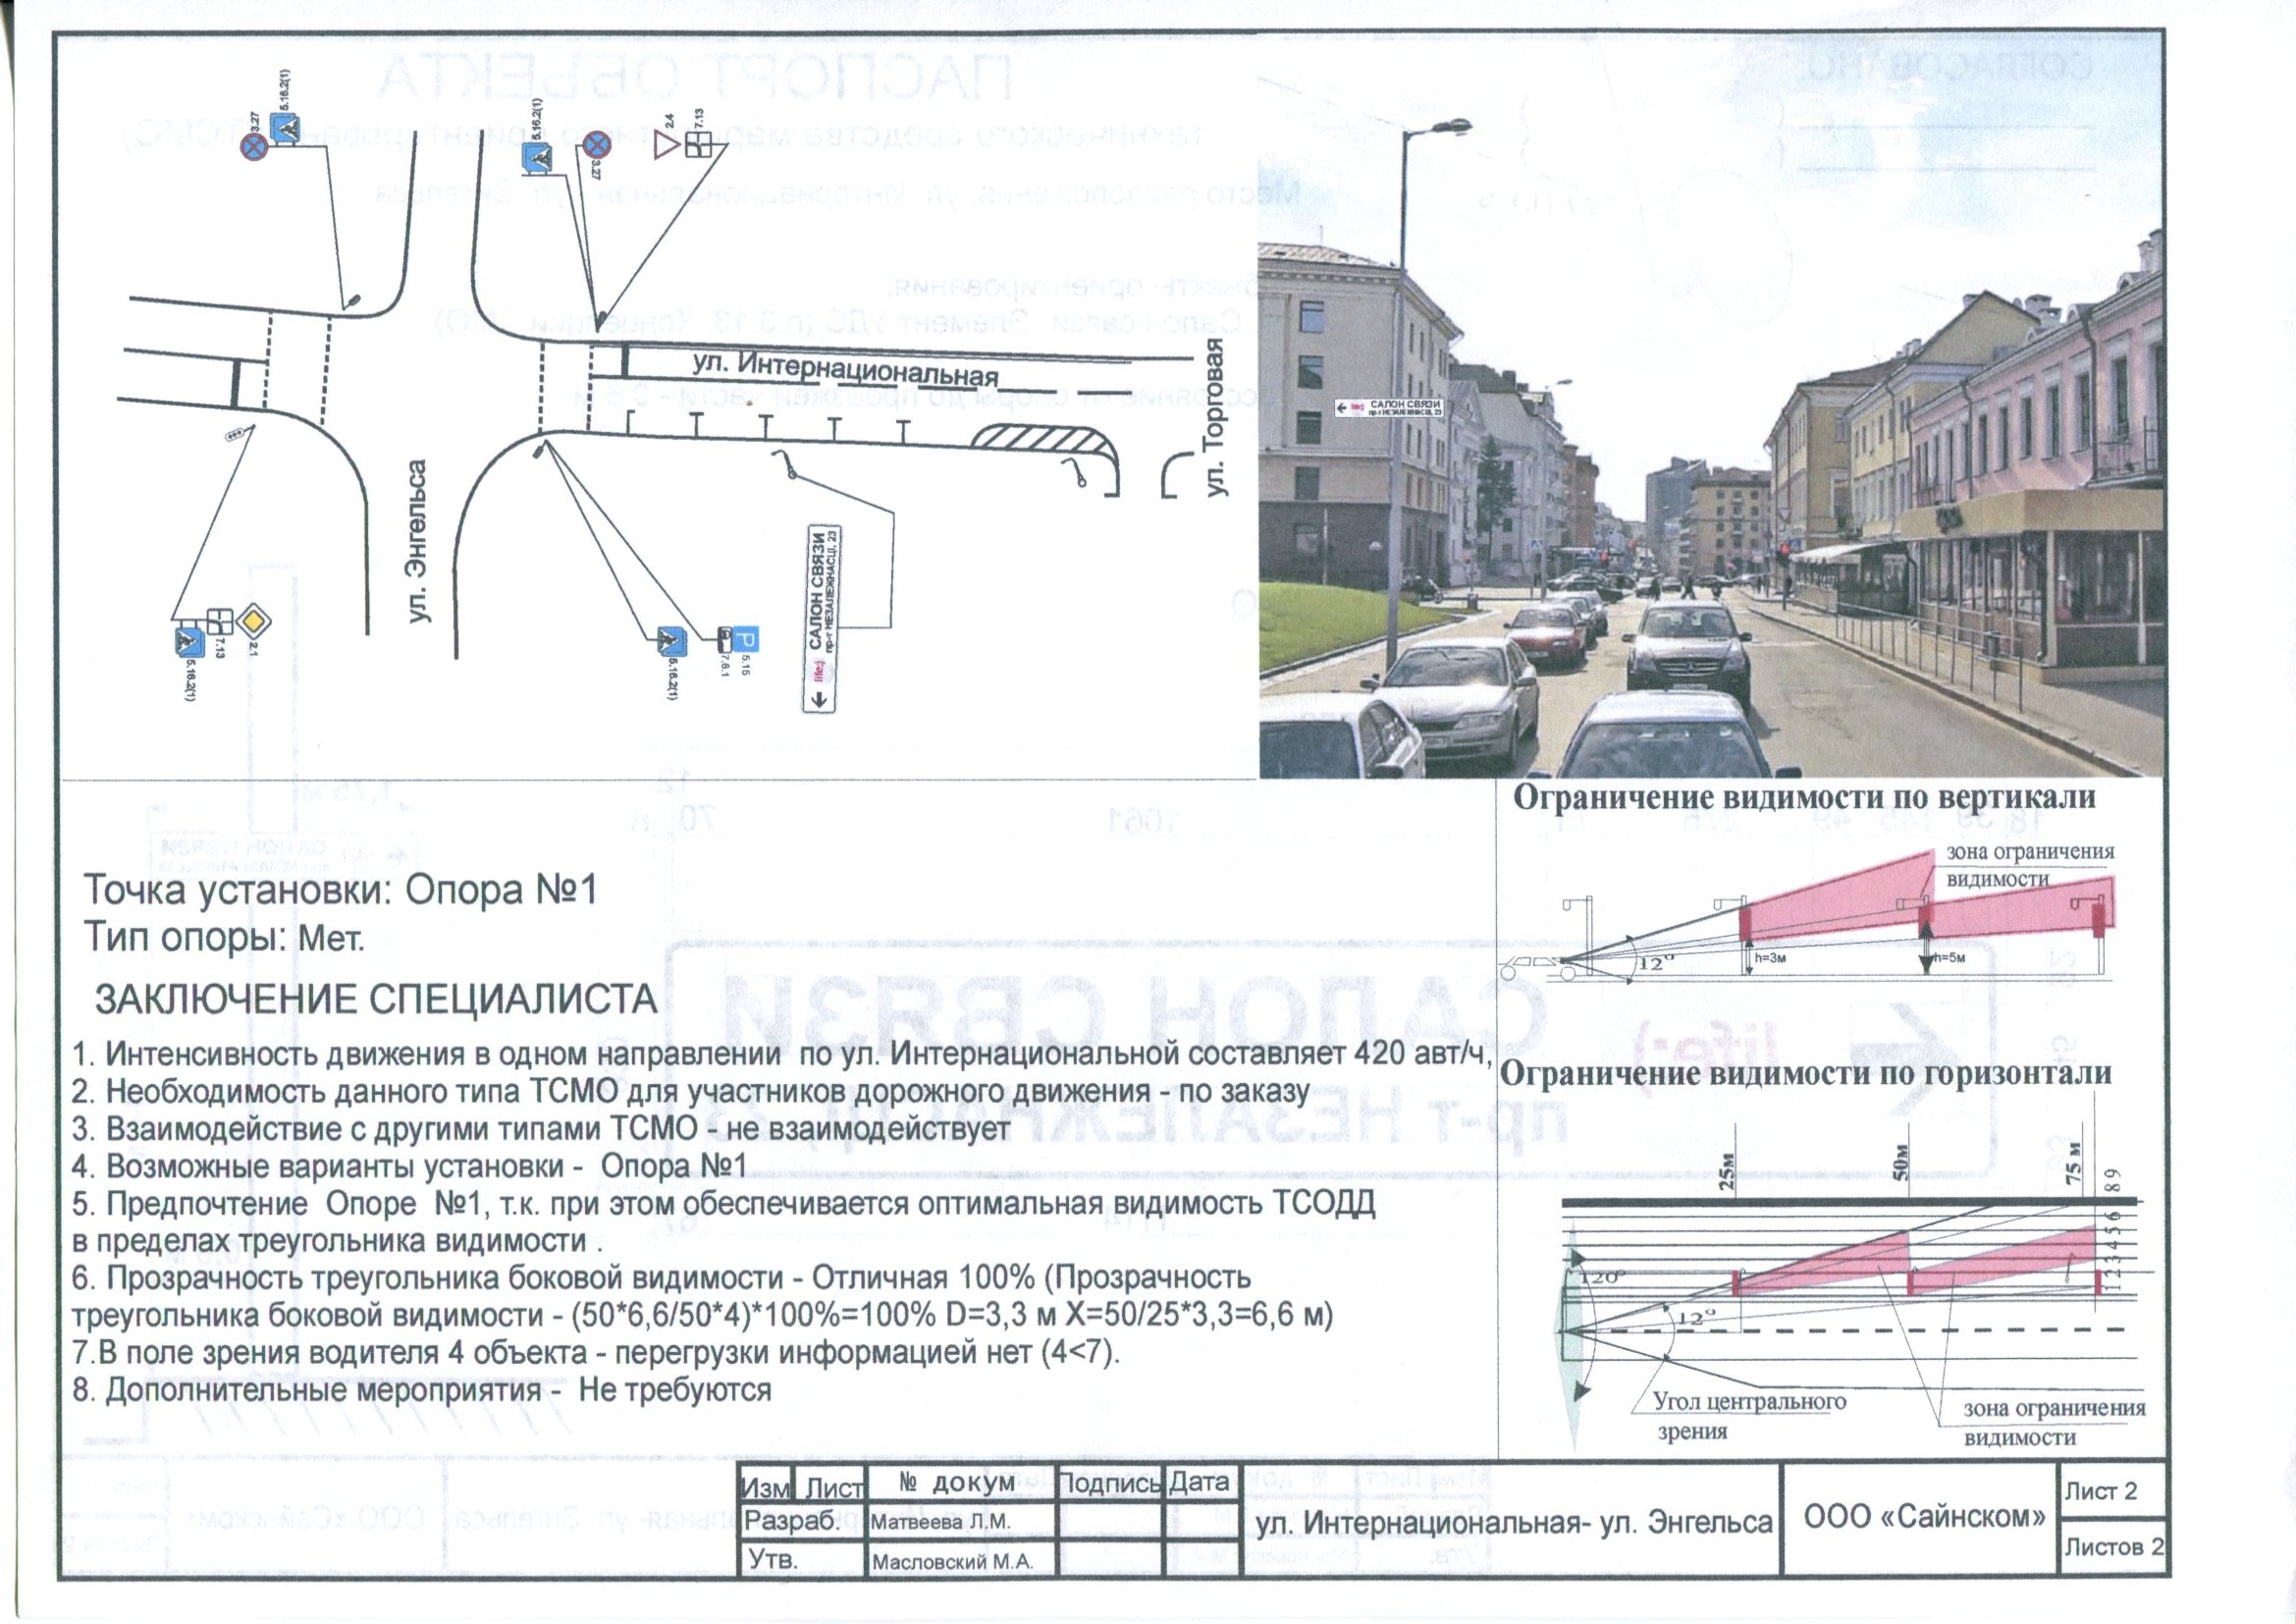 3.27
5.16.2(1)
5.16.2(1)
3.27
2.4
7.13
ул. Интернациональная
ул. Торговая
ул. Энгельса
5.16.2(1)
7.13
2.1
5.16.2(1)
7.6.1
5.15
life:) САЛОН СВЯЗИ
пр-т НЕЗАЛЕЖНАСЦІ, 23
САЛОН СВЯЗИ
пр-т НЕЗАЛЕЖНАСЦІ, 23
Точка установки: Опора №1
Тип опоры: Мет.
ЗАКЛЮЧЕНИЕ СПЕЦИАЛИСТА
1. Интенсивность движения в одном направлении по ул. Интернациональной составляет 420 авт/ч,
2. Необходимость данного типа ТСМО для участников дорожного движения - по заказу
3. Взаимодействие с другими типами ТСМО - не взаимодействует
4. Возможные варианты установки - Опора №1
5. Предпочтение Опоре №1, т.к. при этом обеспечивается оптимальная видимость ТСОДД
в пределах треугольника видимости .
6. Прозрачность треугольника боковой видимости - Отличная 100% (Прозрачность
треугольника боковой видимости - (50*6,6/50*4)*100%=100% D=3,3 м X=50/25*3,3=6,6 м)
7.В поле зрения водителя 4 объекта - перегрузки информацией нет (4<7).
8. Дополнительные мероприятия - Не требуются
Ограничение видимости по вертикали
зона ограничения
видимости
12°
h=3м
h=5м
Ограничение видимости по горизонтали
25м
50м
75 м
1 2 3 4 5 6 8 9
120°
12°
Угол центрального
зрения
зона ограничения
видимости
Изм Лист № докум Подпись Дата
Разраб. Матвеева Л.М.
Утв. Масловский М.А.
ул. Интернациональная- ул. Энгельса
ООО «Сайнском»
Лист 2
Листов 2